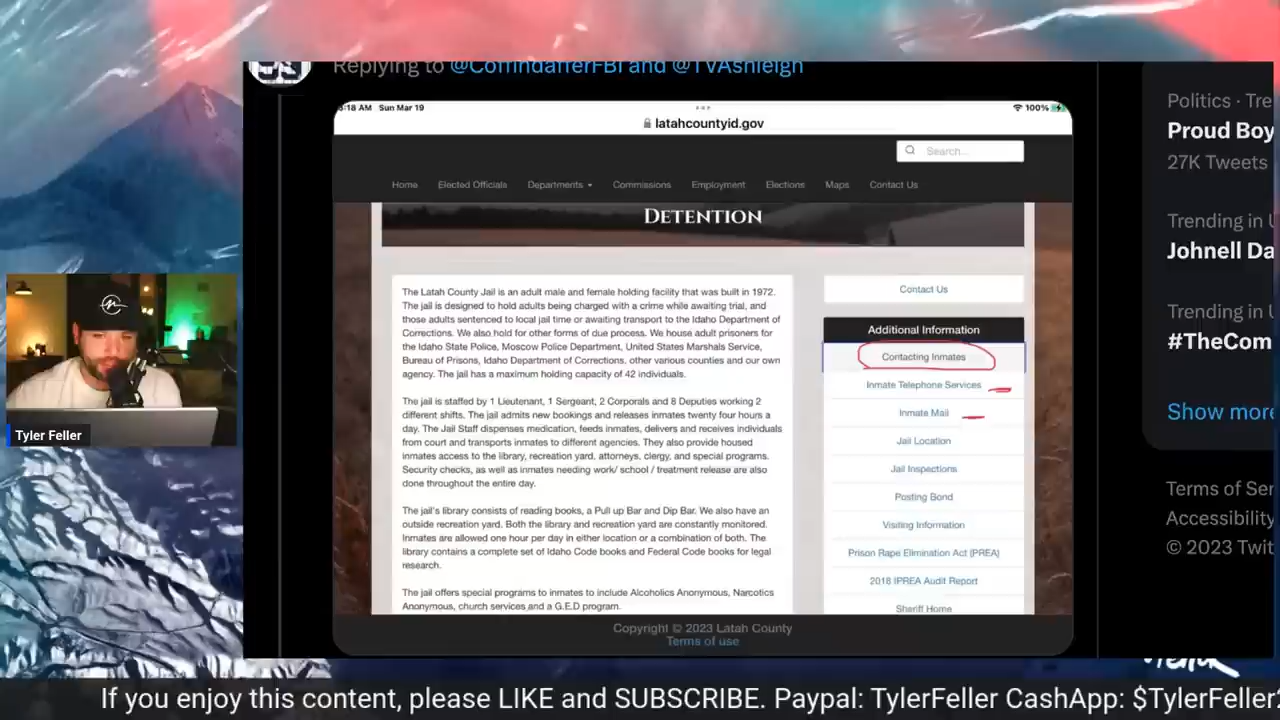 Replying to @CoffindafferFBI and @TVAshleigh
8:18 AM Sun Mar 19
100%
latahcountyid.gov
Search...
Home Elected Officials Departments Commissions Employment Elections Maps Contact Us
DETENTION
The Latah County Jail is an adult male and female holding facility that was built in 1972.
The jail is designed to hold adults being charged with a crime while awaiting trial, and
those adults sentenced to local jail time or awaiting transport to the Idaho Department of
Corrections. We also hold for other forms of due process. We house adult prisoners for
the Idaho State Police, Moscow Police Department, United States Marshals Service,
Bureau of Prisons, Idaho Department of Corrections. other various counties and our own
agency. The jail has a maximum holding capacity of 42 individuals.
The jail is staffed by 1 Lieutenant, 1 Sergeant, 2 Corporals and 8 Deputies working 2
different shifts. The jail admits new bookings and releases inmates twenty four hours a
day. The Jail Staff dispenses medication, feeds inmates, delivers and receives individuals
from court and transports inmates to different agencies. They also provide housed
inmates access to the library, recreation yard, attorneys, clergy, and special programs.
Security checks, as well as inmates needing work/ school / treatment release are also
done throughout the entire day.
The jail's library consists of reading books, a Pull up Bar and Dip Bar. We also have an
outside recreation yard. Both the library and recreation yard are constantly monitored.
Inmates are allowed one hour per day in either location or a combination of both. The
library contains a complete set of Idaho Code books and Federal Code books for legal
research.
The jail offers special programs to inmates to include Alcoholics Anonymous, Narcotics
Anonymous, church services and a G.E.D program.
Contact Us
Additional Information
Contacting Inmates
Inmate Telephone Services
Inmate Mail
Jail Location
Jail Inspections
Posting Bond
Visiting Information
Prison Rape Elimination Act (PREA)
2018 IPREA Audit Report
Sheriff Home
Copyright © 2023 Latah County
Terms of use
Politics · Tre
Proud Boy
27K Tweets
Trending in U
Johnell Da
Trending in U
#TheCom
Show more
Terms of Ser
Accessibility
© 2023 Twit
Tyler Feller
If you enjoy this content, please LIKE and SUBSCRIBE. Paypal: TylerFeller CashApp: $TylerFeller